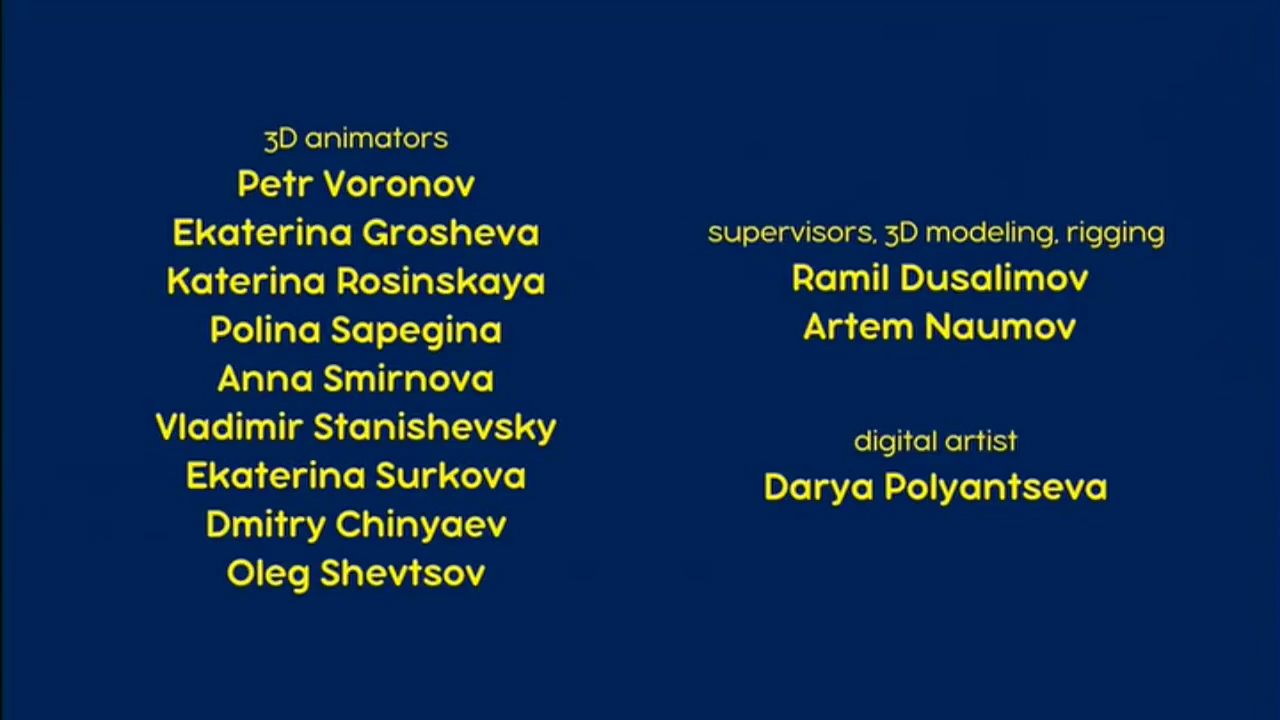 3D animators
Petr Voronov
Ekaterina Grosheva
Katerina Rosinskaya
Polina Sapegina
Anna Smirnova
Vladimir Stanishevsky
Ekaterina Surkova
Dmitry Chinyaev
Oleg Shevtsov
supervisors, 3D modeling, rigging
Ramil Dusalimov
Artem Naumov
digital artist
Darya Polyantseva